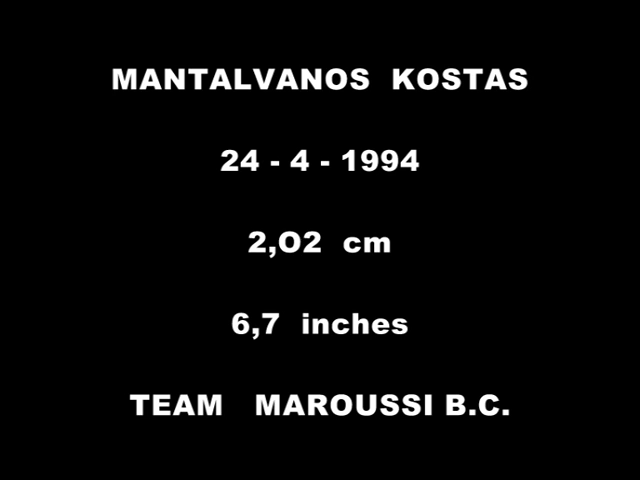 MANTALVANOS KOSTAS
24 - 4 - 1994
2,O2 cm
6,7 inches
TEAM MAROUSSI B.C.